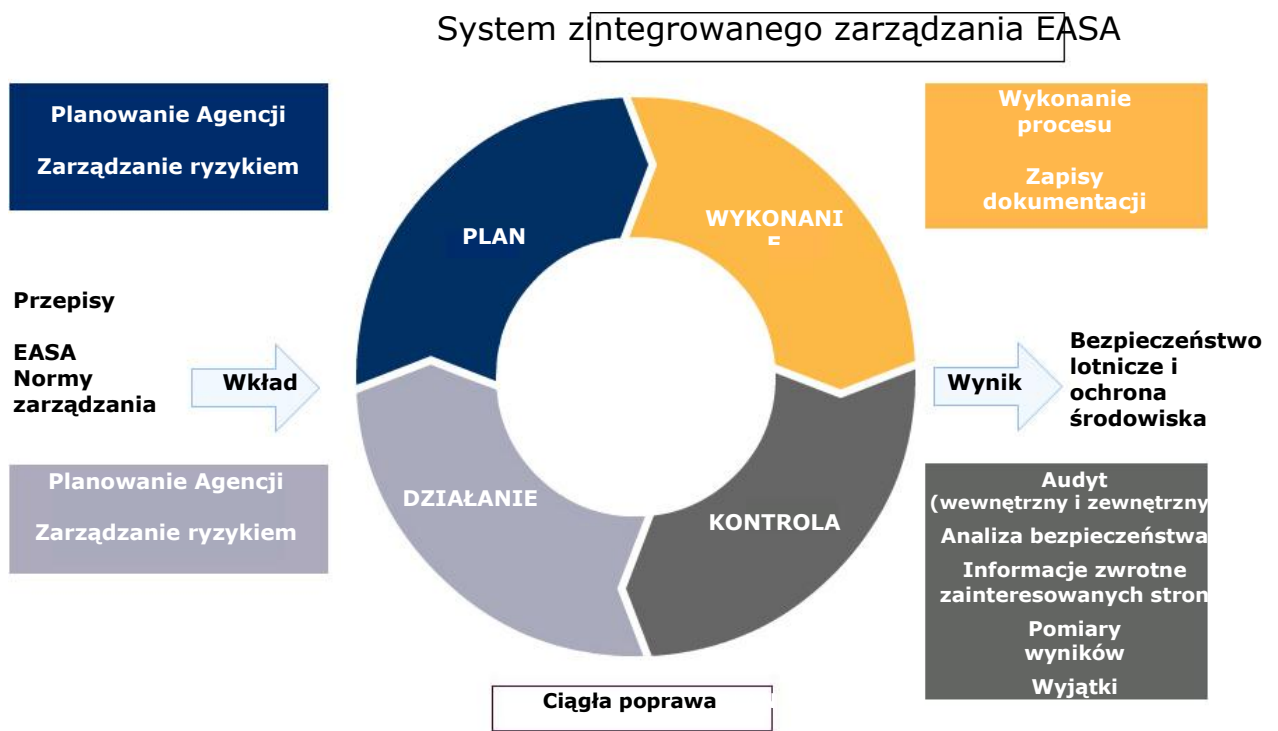 System zintegrowanego zarządzania EASA
Planowanie Agencji
Zarządzanie ryzykiem
PLAN
WYKONANI
E
Wykonanie
procesu
Zapisy
dokumentacji
Przepisy
EASA
Normy
zarządzania
Wkład
Wynik
Bezpieczeństwo
lotnicze i
ochrona
środowiska
Planowanie Agencji
Zarządzanie ryzykiem
DZIAŁANIE
KONTROLA
Audyt
(wewnętrzny i zewnętrzny
Analiza bezpieczeństwa
Informacje zwrotne
zainteresowanych stron
Pomiary
wyników
Wyjątki
Ciągła poprawa